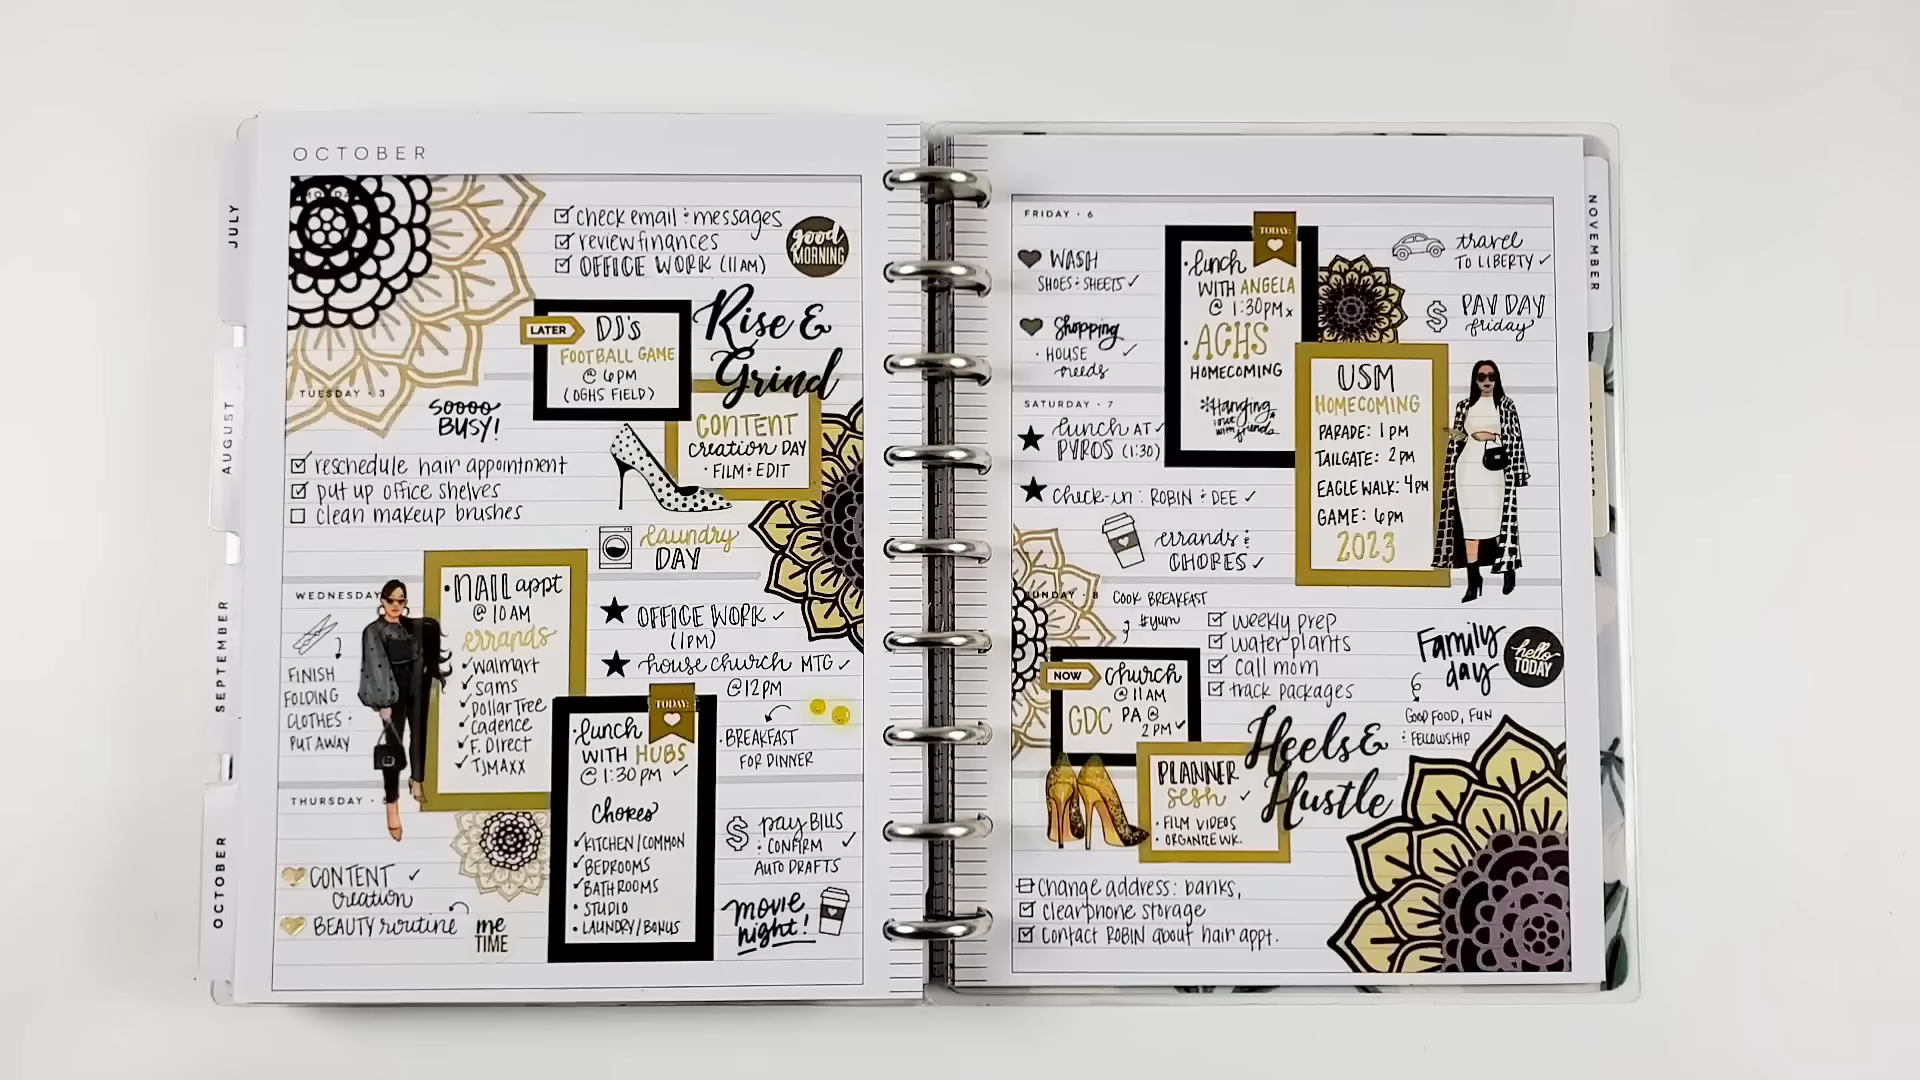 OCTOBER
check email : messages
review finances
OFFICE WORK (11AM)
good
MORNING
LATER
DJ's
FOOTBALL GAME
@ 6PM
(OGHS FIELD)
Rise &
Grind
TUESDAY • 3
SOOOO
BUSY!
CONTENT
creation DAY
• FILM : EDIT
reschedule hair appointment
put up office shelves
clean makeup brushes
laundry
DAY
WEDNESDAY
FINISH
FOLDING
CLOTHES :
PUT AWAY
• NAIL appt
@ 10AM
errands
✓ Walmart
✓ Sams
✓ Dollar Tree
✓ Cadence
✓ F. Direct
✓ TJMAXX
★ OFFICE WORK ✓
(1PM)
★ house church MTG ✓
@12PM
TODAY:
• lunch
WITH HUBS
@ 1:30PM ✓
Chores
✓ KITCHEN/COMMON
✓ BEDROOMS
✓ BATHROOMS
• STUDIO
• LAUNDRY/BONUS
• BREAKFAST
FOR DINNER
THURSDAY •
CONTENT ✓
creation
BEAUTY routine
me
TIME
$ pay BILLS
: CONFIRM ✓
AUTO DRAFTS
movie
night!
JULY
AUGUST
SEPTEMBER
OCTOBER
FRIDAY • 6
WASH
SHOES : SHEETS ✓
Shopping
• HOUSE ✓
needs
TODAY:
• lunch
WITH ANGELA
@ 1:30PM x
• ACHS
HOMECOMING
*Hanging
out
with friends
travel
TO LIBERTY ✓
$ PAY DAY
friday
SATURDAY • 7
★ lunch AT ✓
PYROS (1:30)
★ check-in : ROBIN : DEE ✓
errands :
CHORES ✓
USM
HOMECOMING
PARADE: 1PM
TAILGATE: 2PM
EAGLE WALK: 4PM
GAME: 6PM
2023
SUNDAY • 8
COOK BREAKFAST
#yum
weekly prep
water plants
call mom
track packages
Family
day
hello
TODAY
GOOD FOOD, FUN
: FELLOWSHIP
NOW
church
@ 11AM
GDC PA @
2PM ✓
Heels &
Hustle
PLANNER
sesh ✓
• FILM VIDEOS
• ORGANIZE WK.
Change address: banks,
clear phone storage
Contact ROBIN about hair appt.
NOVEMBER